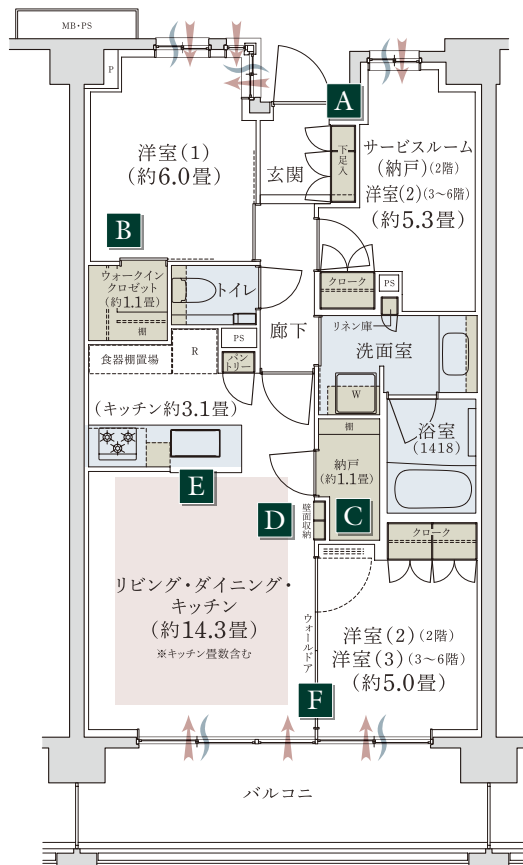 MB・PS
P
A
洋室(1)
(約6.0畳)
玄関
下足入
サービスルーム
(納戸)(2階)
洋室(2)(3～6階)
(約5.3畳)
B
ウォークイン
クロゼット
(約1.1畳)
棚
トイレ
クローク
PS
廊下
リネン庫
洗面室
食器棚置場
R
PS
パン
トリー
W
(キッチン約3.1畳)
浴室
(1418)
棚
納戸
(約1.1畳)
E
D
壁面収納
C
クローク
リビング・ダイニング・
キッチン
(約14.3畳)
※キッチン畳数含む
ウォールドア
洋室(2)(2階)
洋室(3)(3～6階)
(約5.0畳)
F
バルコニー